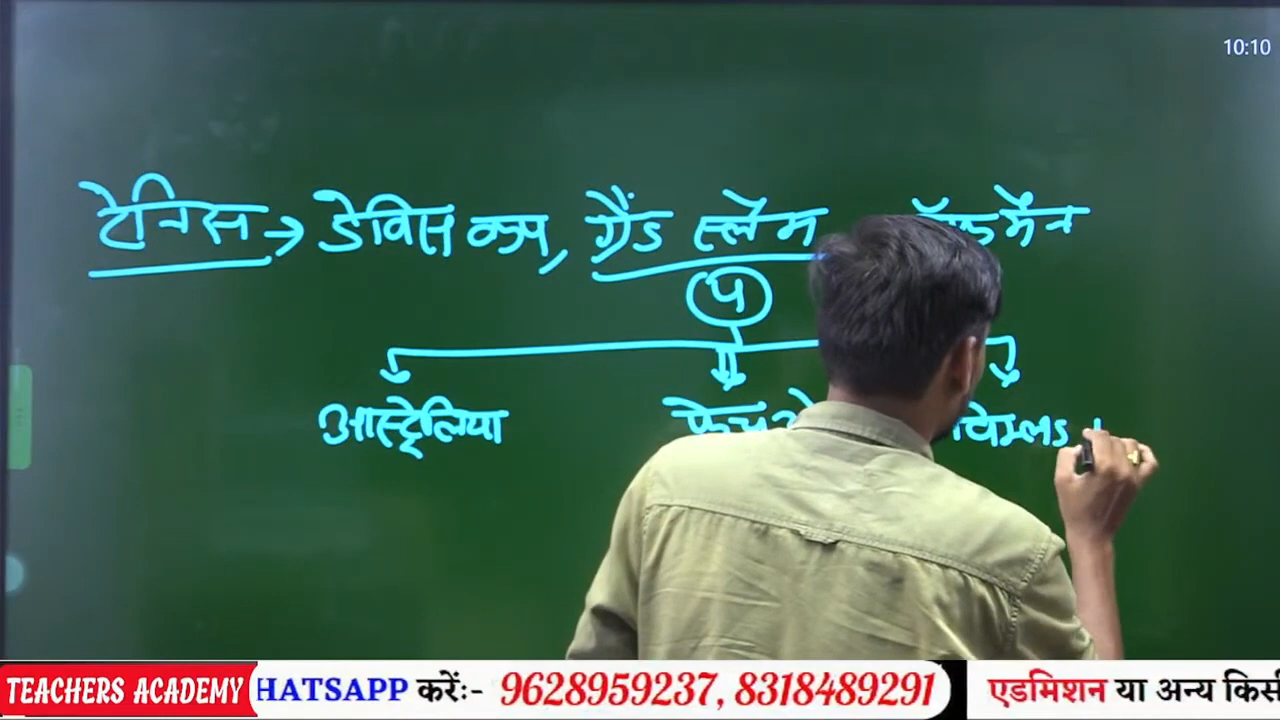 10:10
टेनिस → डेविस कप, ग्रैंड स्लेम
आस्ट्रेलिया
TEACHERS ACADEMY HATSAPP करेंः- 9628959237, 8318489291 एडमिशन या अन्य किसी